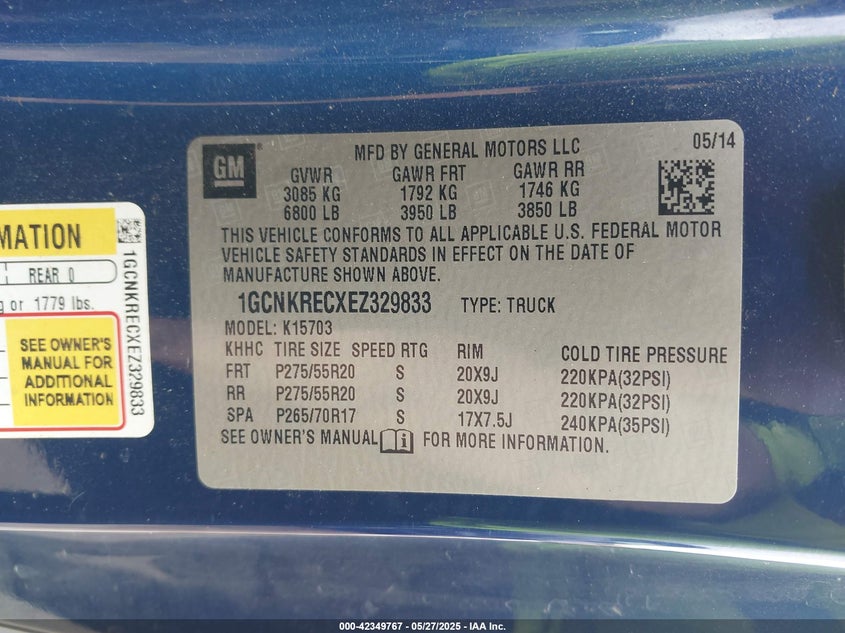 MATION
REAR 0
g or 1779 lbs.
SEE OWNER'S
MANUAL FOR
ADDITIONAL
INFORMATION
1GCNKRECXEZ329833
GM
®
MFD BY GENERAL MOTORS LLC
05/14
GVWR GAWR FRT GAWR RR
3085 KG 1792 KG 1746 KG
6800 LB 3950 LB 3850 LB
THIS VEHICLE CONFORMS TO ALL APPLICABLE U.S. FEDERAL MOTOR
VEHICLE SAFETY STANDARDS IN EFFECT ON THE DATE OF
MANUFACTURE SHOWN ABOVE.
1GCNKRECXEZ329833 TYPE: TRUCK
MODEL: K15703
KHHC TIRE SIZE SPEED RTG RIM COLD TIRE PRESSURE
FRT P275/55R20 S 20X9J 220KPA(32PSI)
RR P275/55R20 S 20X9J 220KPA(32PSI)
SPA P265/70R17 S 17X7.5J 240KPA(35PSI)
SEE OWNER'S MANUAL FOR MORE INFORMATION.
000-42349767 - 05/27/2025 - IAA Inc.